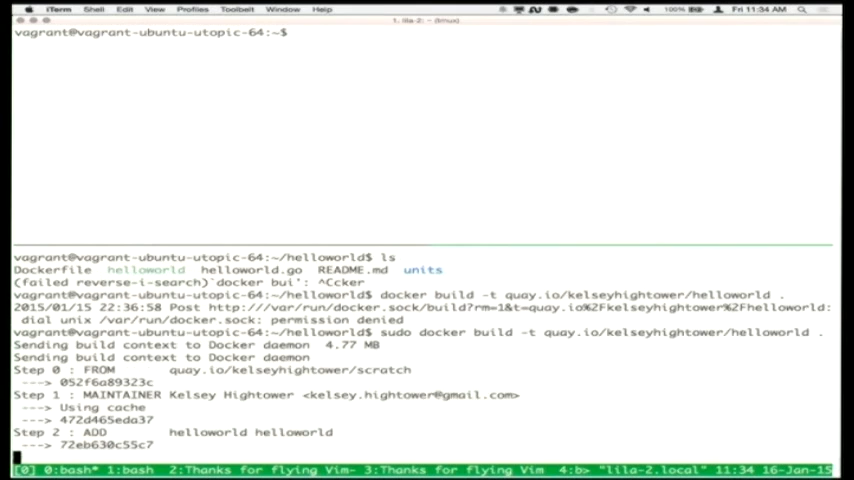 iTerm Shell Edit View Profiles Toolbelt Window Help 100% Fri 11:34 AM
1. lila-2: ~ (tmux)
vagrant@vagrant-ubuntu-utopic-64:~$
vagrant@vagrant-ubuntu-utopic-64:~/helloworld$ ls
Dockerfile helloworld helloworld.go README.md units
(failed reverse-i-search)`docker bui': ^Ccker
vagrant@vagrant-ubuntu-utopic-64:~/helloworld$ docker build -t quay.io/kelseyhightower/helloworld .
2015/01/15 22:36:58 Post http:///var/run/docker.sock/build?rm=1&t=quay.io%2Fkelseyhightower%2Fhelloworld:
dial unix /var/run/docker.sock: permission denied
vagrant@vagrant-ubuntu-utopic-64:~/helloworld$ sudo docker build -t quay.io/kelseyhightower/helloworld .
Sending build context to Docker daemon 4.77 MB
Sending build context to Docker daemon
Step 0 : FROM quay.io/kelseyhightower/scratch
---> 052f6a89323c
Step 1 : MAINTAINER Kelsey Hightower <kelsey.hightower@gmail.com>
---> Using cache
---> 472d465eda37
Step 2 : ADD helloworld helloworld
---> 72eb630c55c7
[0] 0:bash* 1:bash 2:Thanks for flying Vim- 3:Thanks for flying Vim 4:b> "lila-2.local" 11:34 16-Jan-15